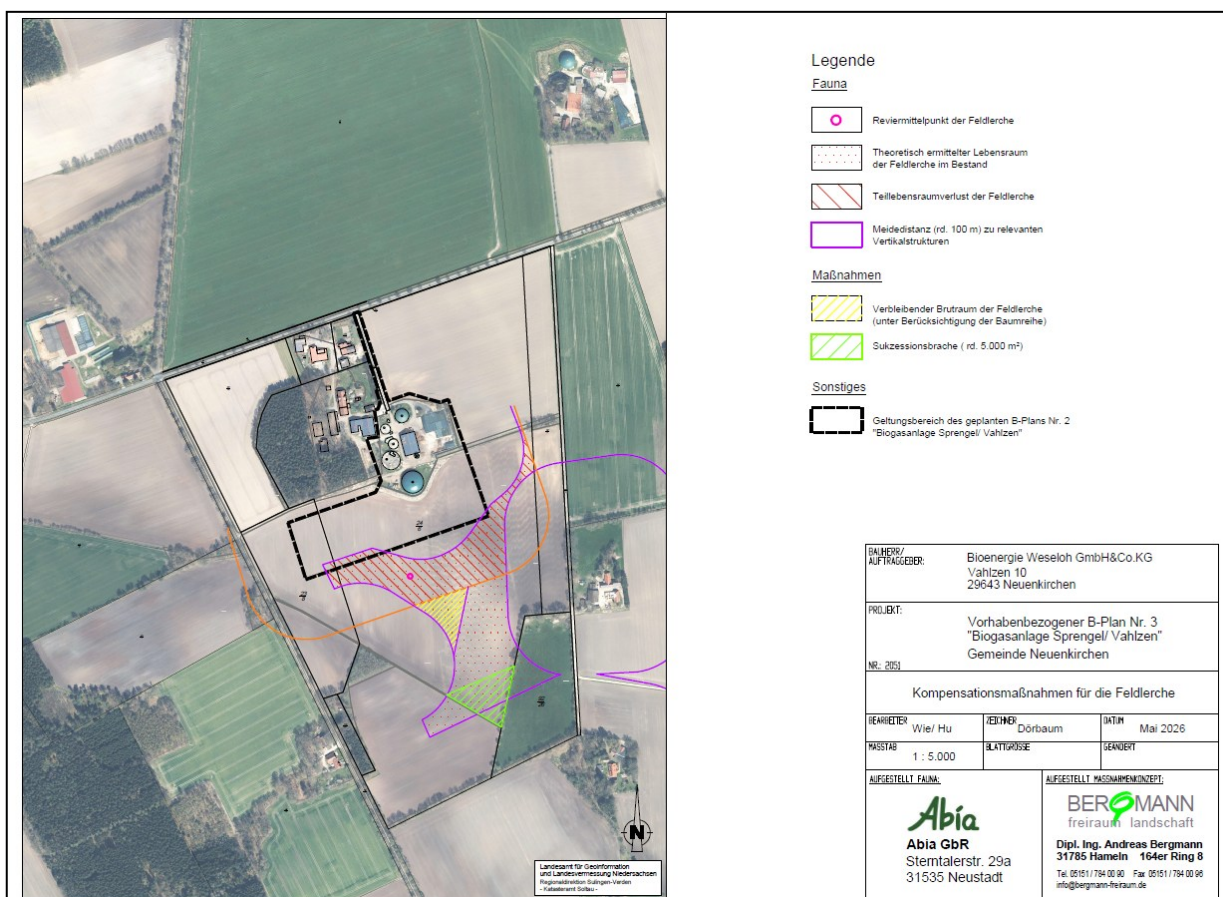 Legende
Fauna
Reviermittelpunkt der Feldlerche
Theoretisch ermittelter Lebensraum
der Feldlerche im Bestand
Teillebensraumverlust der Feldlerche
Meidedistanz (rd. 100 m) zu relevanten
Vertikalstrukturen
Maßnahmen
Verbleibender Brutraum der Feldlerche
(unter Berücksichtigung der Baumreihe)
Sukzessionsbrache ( rd. 5.000 m²)
Sonstiges
Geltungsbereich des geplanten B-Plans Nr. 2
"Biogasanlage Sprengel/ Vahlzen"
BAUHERR/
AUFTRAGGEBER:
Bioenergie Weseloh GmbH&Co.KG
Vahlzen 10
29643 Neuenkirchen
PROJEKT:
Vorhabenbezogener B-Plan Nr. 3
"Biogasanlage Sprengel/ Vahlzen"
Gemeinde Neuenkirchen
NR.: 2051
Kompensationsmaßnahmen für die Feldlerche
BEARBEITER Wie/ Hu
ZEICHNER Dörbaum
DATUM Mai 2026
MASSTAB 1 : 5.000
BLATTGRÖSSE
GEÄNDERT
AUFGESTELLT FAUNA:
Abia
Abia GbR
Sterntalerstr. 29a
31535 Neustadt
AUFGESTELLT MASSNAHMENKONZEPT:
BERGMANN
freiraum landschaft
Dipl. Ing. Andreas Bergmann
31785 Hameln 164er Ring 8
Tel. 05151 / 784 00 90 Fax 05151 / 784 00 96
info@bergmann-freiraum.de
N
Landesamt für Geoinformation
und Landesvermessung Niedersachsen
Regionaldirektion Sulingen-Verden
- Katasteramt Soltau -